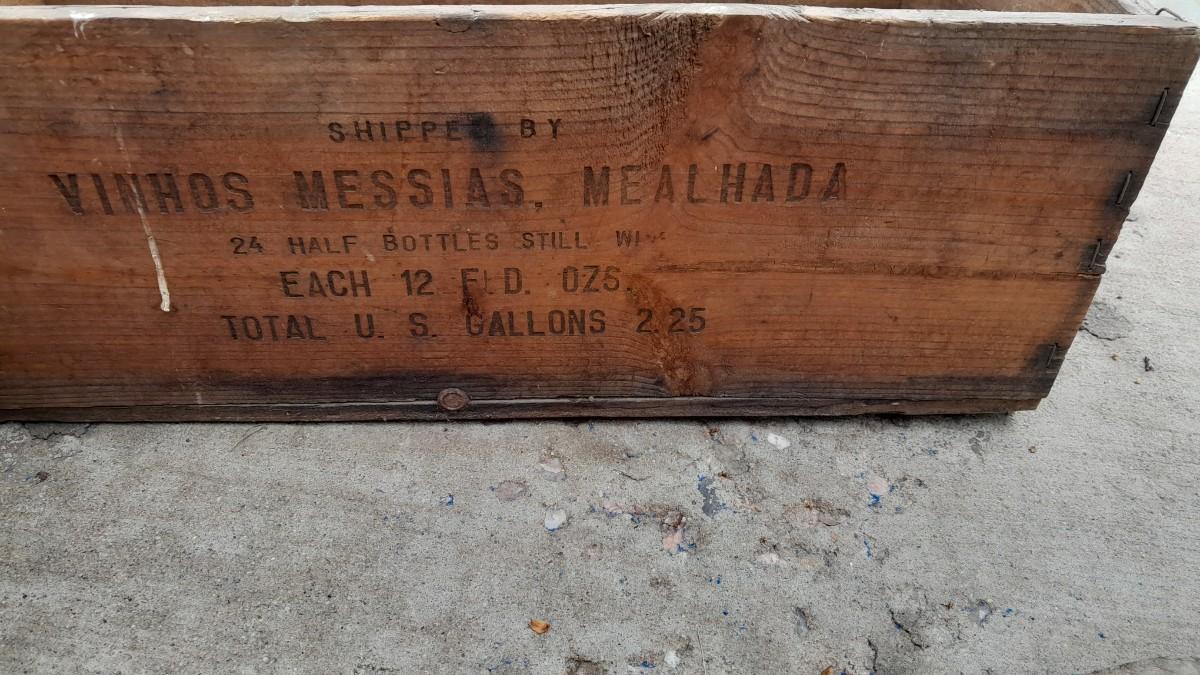 SHIPPED BY
VINHOS MESSIAS, MEALHADA
24 HALF BOTTLES STILL
EACH 12 FLD. OZS.
TOTAL U. S. GALLONS 2.25